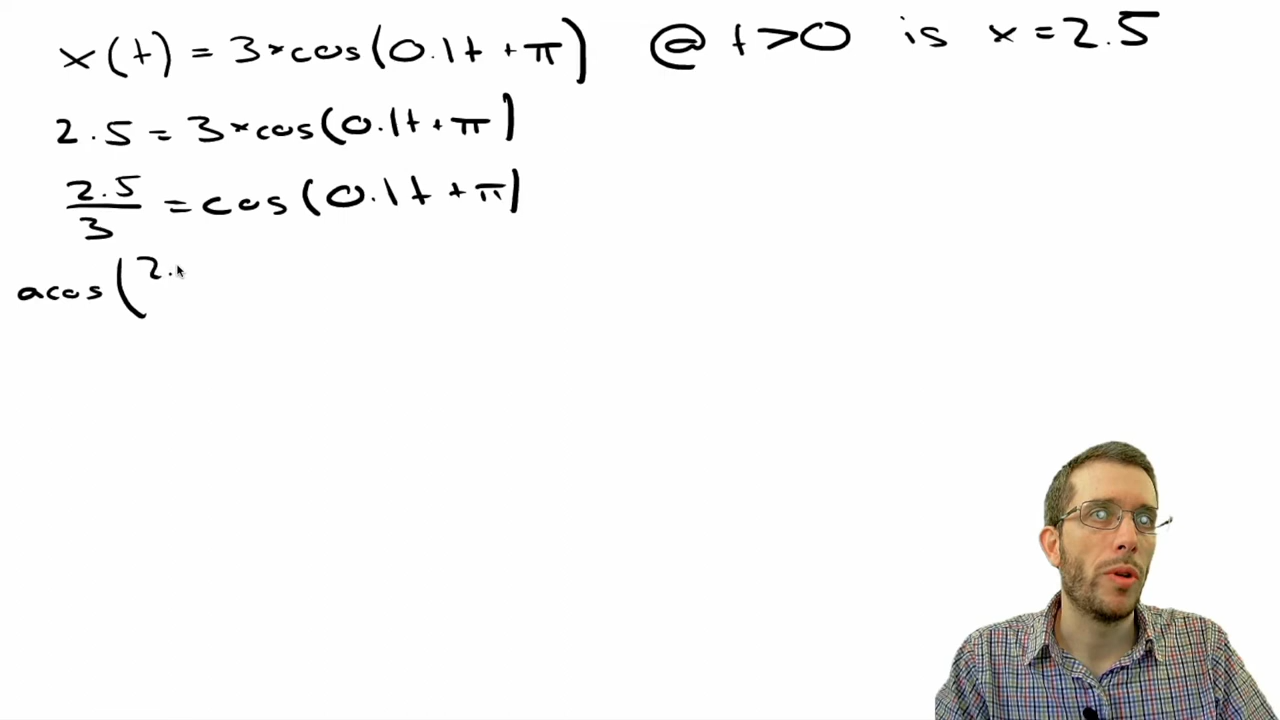 x(t) = 3*cos(0.1t + π) @ t>0 is x = 2.5
2.5 = 3*cos(0.1t + π)
2.5/3 = cos(0.1t + π)
acos(2.